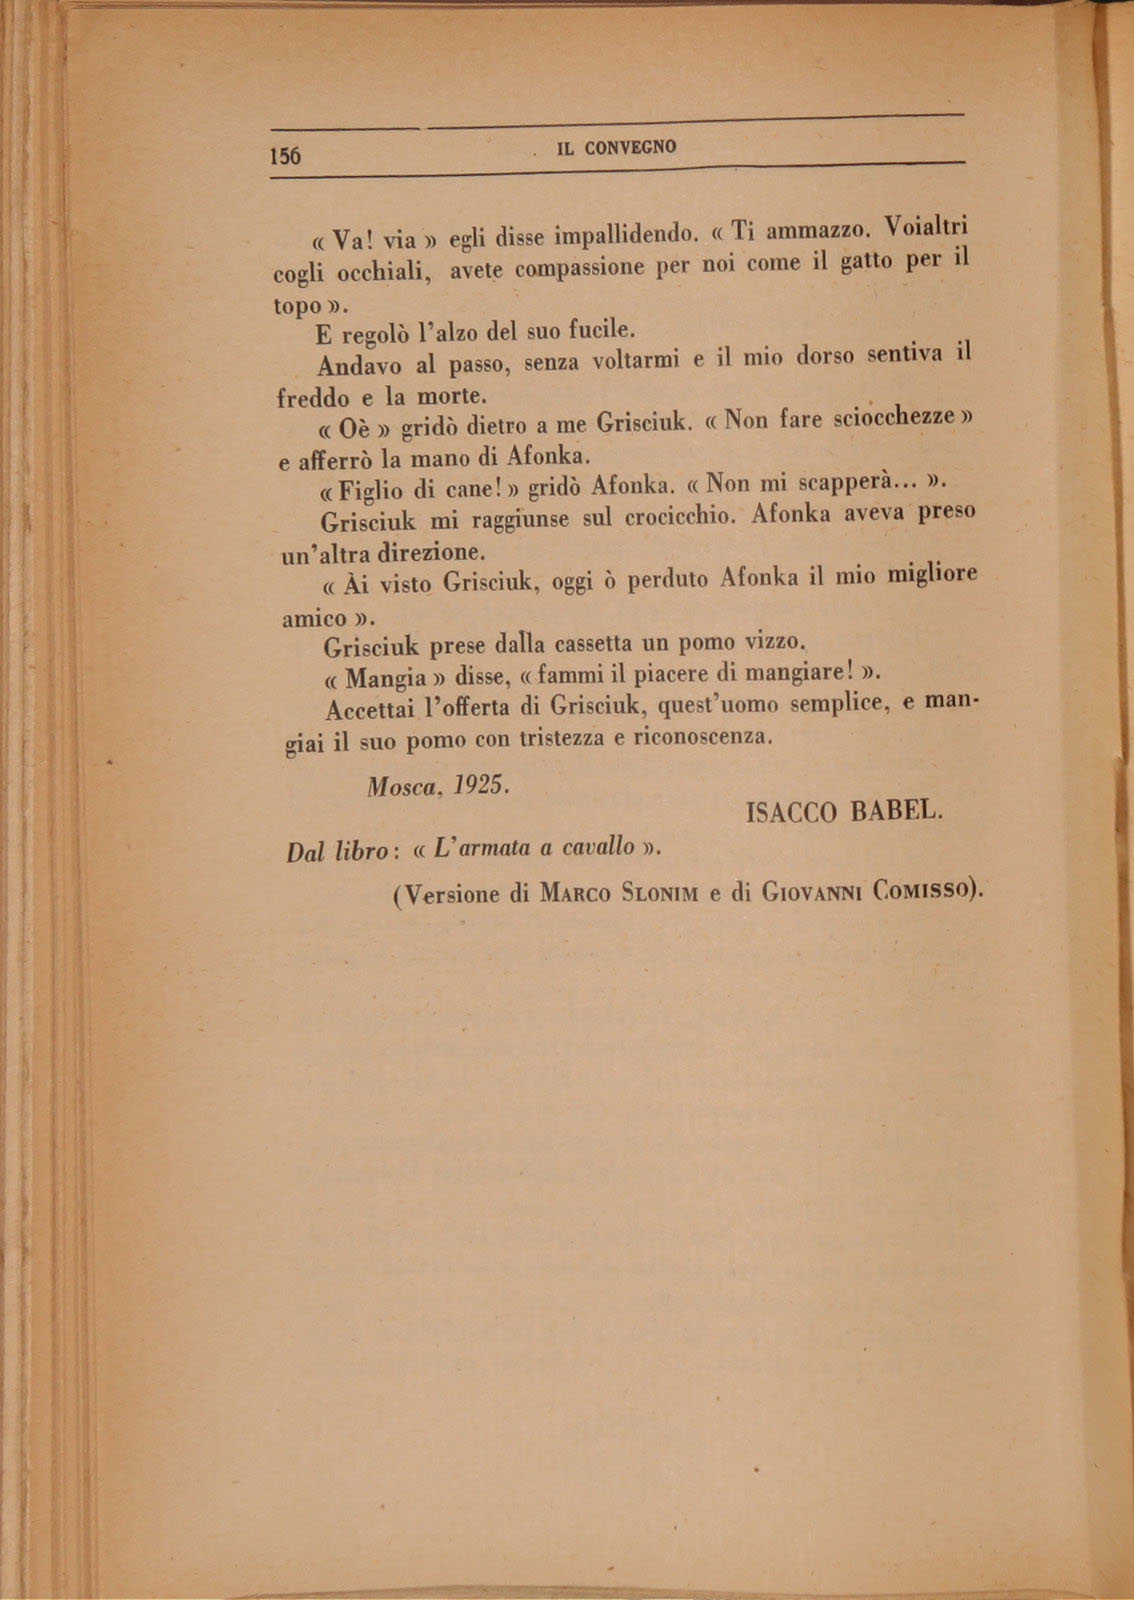 156
IL CONVEGNO
« Va! via » egli disse impallidendo. « Ti ammazzo. Voialtri
cogli occhiali, avete compassione per noi come il gatto per il
topo ».
E regolò l'alzo del suo fucile.
Andavo al passo, senza voltarmi e il mio dorso sentiva il
freddo e la morte.
« Oè » gridò dietro a me Grisciuk. « Non fare sciocchezze »
e afferrò la mano di Afonka.
« Figlio di cane! » gridò Afonka. « Non mi scapperà... ».
Grisciuk mi raggiunse sul crocicchio. Afonka aveva preso
un'altra direzione.
« Ài visto Grisciuk, oggi ò perduto Afonka il mio migliore
amico ».
Grisciuk prese dalla cassetta un pomo vizzo.
« Mangia » disse, « fammi il piacere di mangiare! ».
Accettai l'offerta di Grisciuk, quest'uomo semplice, e man-
giai il suo pomo con tristezza e riconoscenza.
Mosca, 1925.
ISACCO BABEL.
Dal libro: « L'armata a cavallo ».
(Versione di MARCO SLONIM e di GIOVANNI COMISSO).